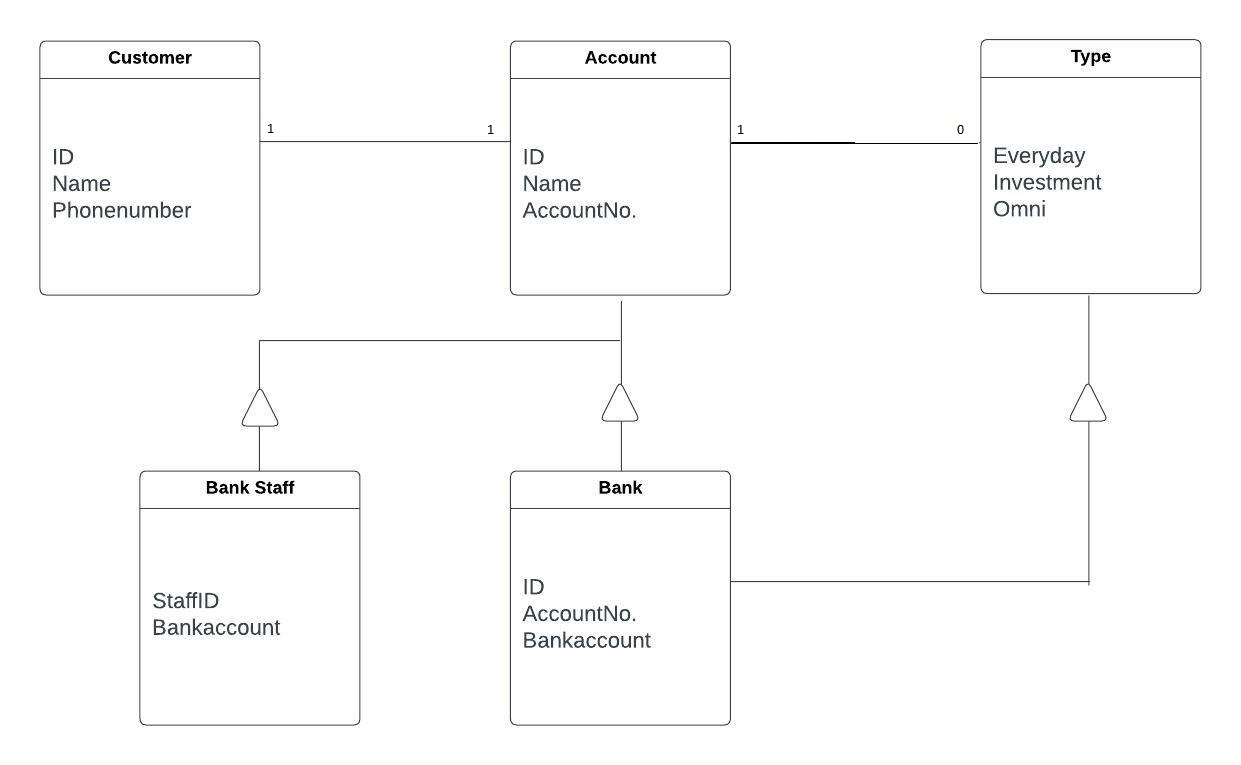 Customer
ID
Name
Phonenumber
1
1
Account
ID
Name
AccountNo.
1
0
Type
Everyday
Investment
Omni
Bank Staff
StaffID
Bankaccount
Bank
ID
AccountNo.
Bankaccount